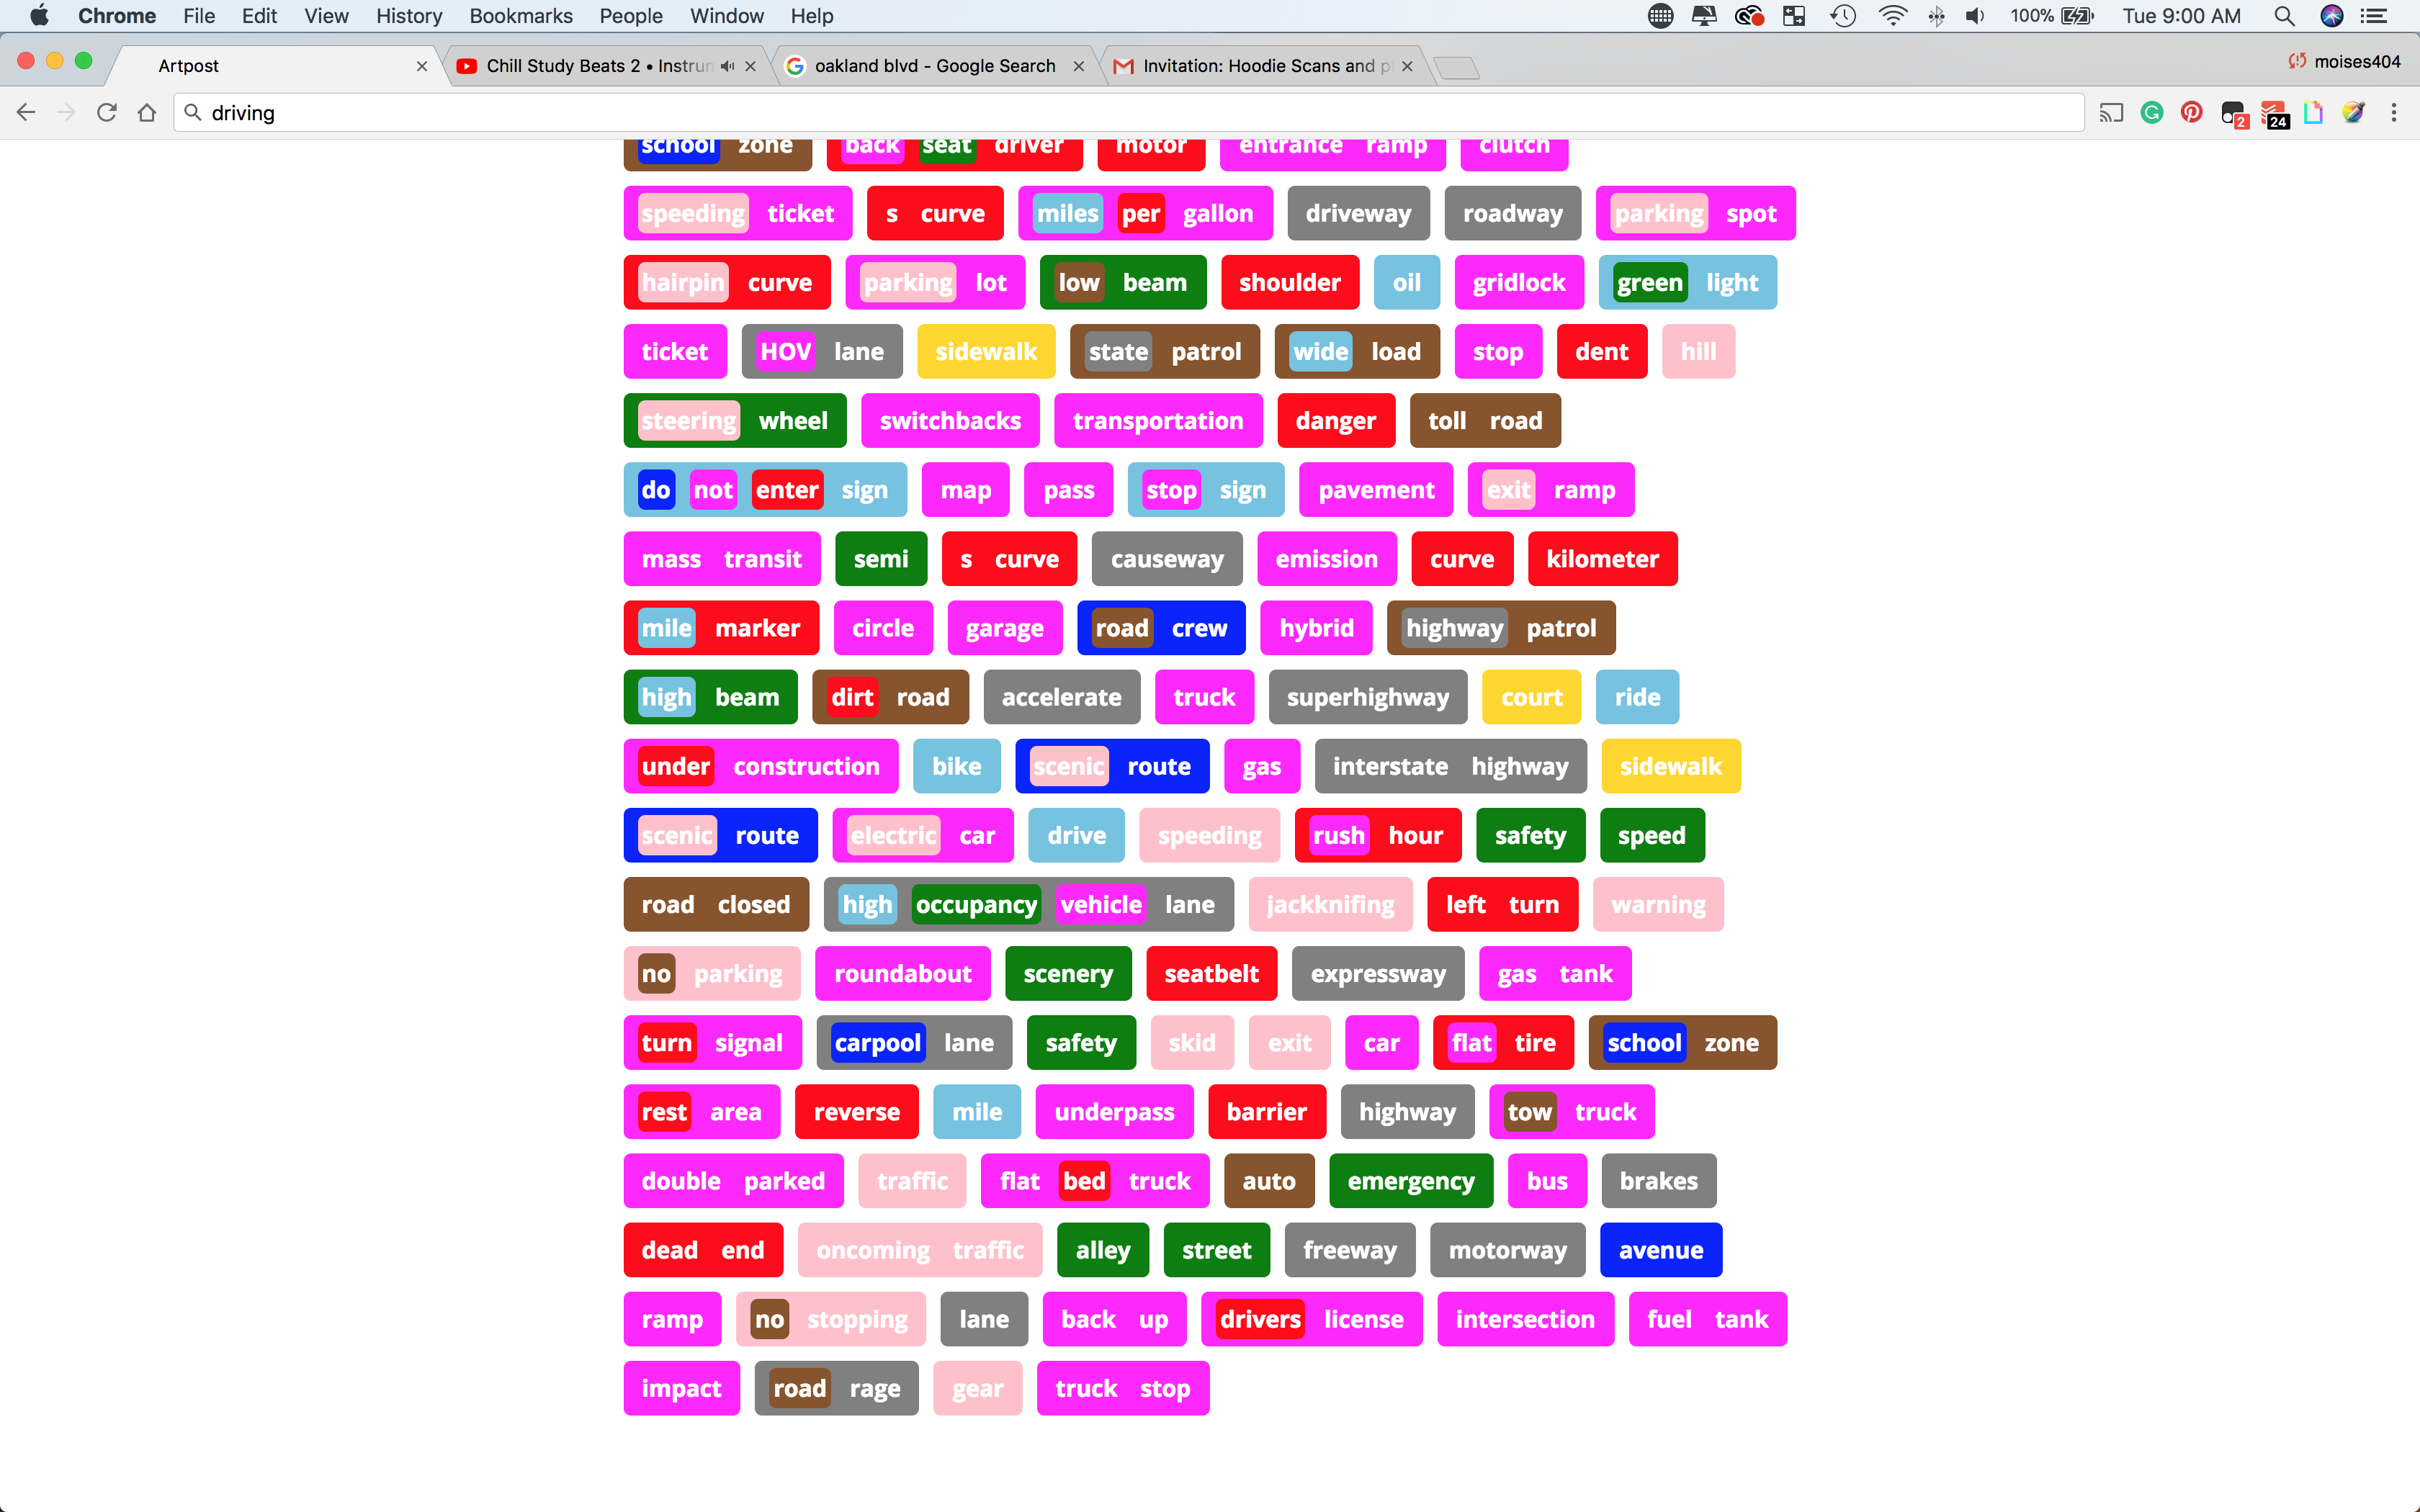 Chrome File Edit View History Bookmarks People Window Help 100% Tue 9:00 AM
Artpost Chill Study Beats 2 • Instrum oakland blvd - Google Search Invitation: Hoodie Scans and pl moises404
driving 2 24
school zone back seat driver motor entrance ramp clutch
speeding ticket s curve miles per gallon driveway roadway parking spot
hairpin curve parking lot low beam shoulder oil gridlock green light
ticket HOV lane sidewalk state patrol wide load stop dent hill
steering wheel switchbacks transportation danger toll road
do not enter sign map pass stop sign pavement exit ramp
mass transit semi s curve causeway emission curve kilometer
mile marker circle garage road crew hybrid highway patrol
high beam dirt road accelerate truck superhighway court ride
under construction bike scenic route gas interstate highway sidewalk
scenic route electric car drive speeding rush hour safety speed
road closed high occupancy vehicle lane jackknifing left turn warning
no parking roundabout scenery seatbelt expressway gas tank
turn signal carpool lane safety skid exit car flat tire school zone
rest area reverse mile underpass barrier highway tow truck
double parked traffic flat bed truck auto emergency bus brakes
dead end oncoming traffic alley street freeway motorway avenue
ramp no stopping lane back up drivers license intersection fuel tank
impact road rage gear truck stop